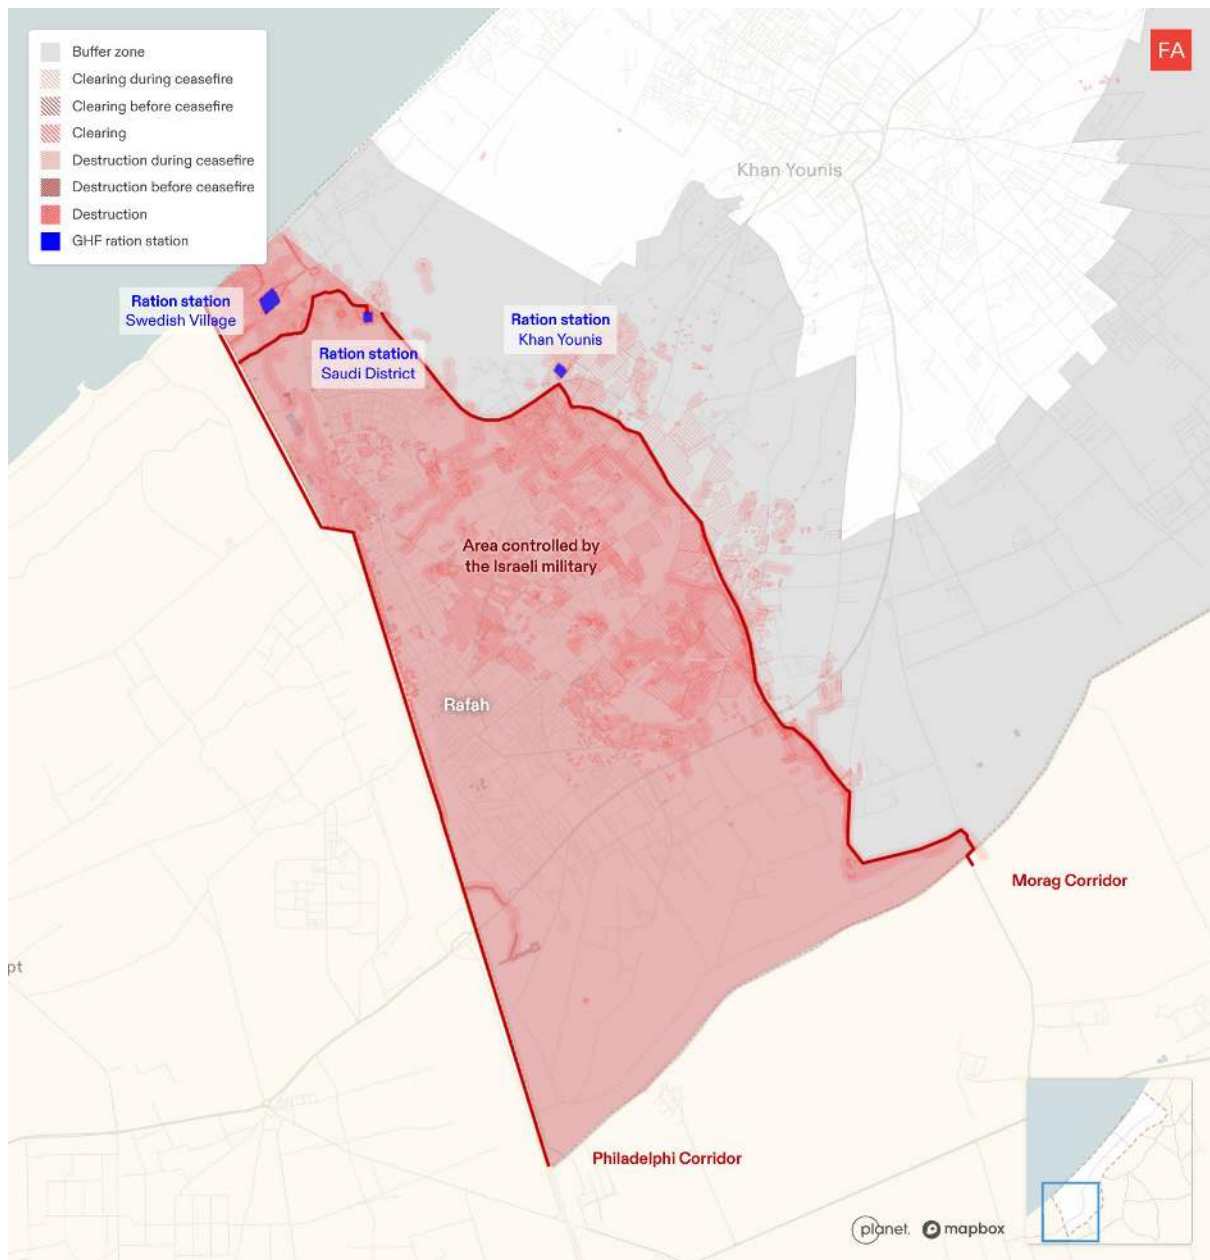 Buffer zone
Clearing during ceasefire
Clearing before ceasefire
Clearing
Destruction during ceasefire
Destruction before ceasefire
Destruction
GHF ration station
FA
Khan Younis
Ration station
Swedish Village
Ration station
Khan Younis
Ration station
Saudi District
Area controlled by
the Israeli military
Rafah
Morag Corridor
pt
Philadelphi Corridor
planet.
mapbox